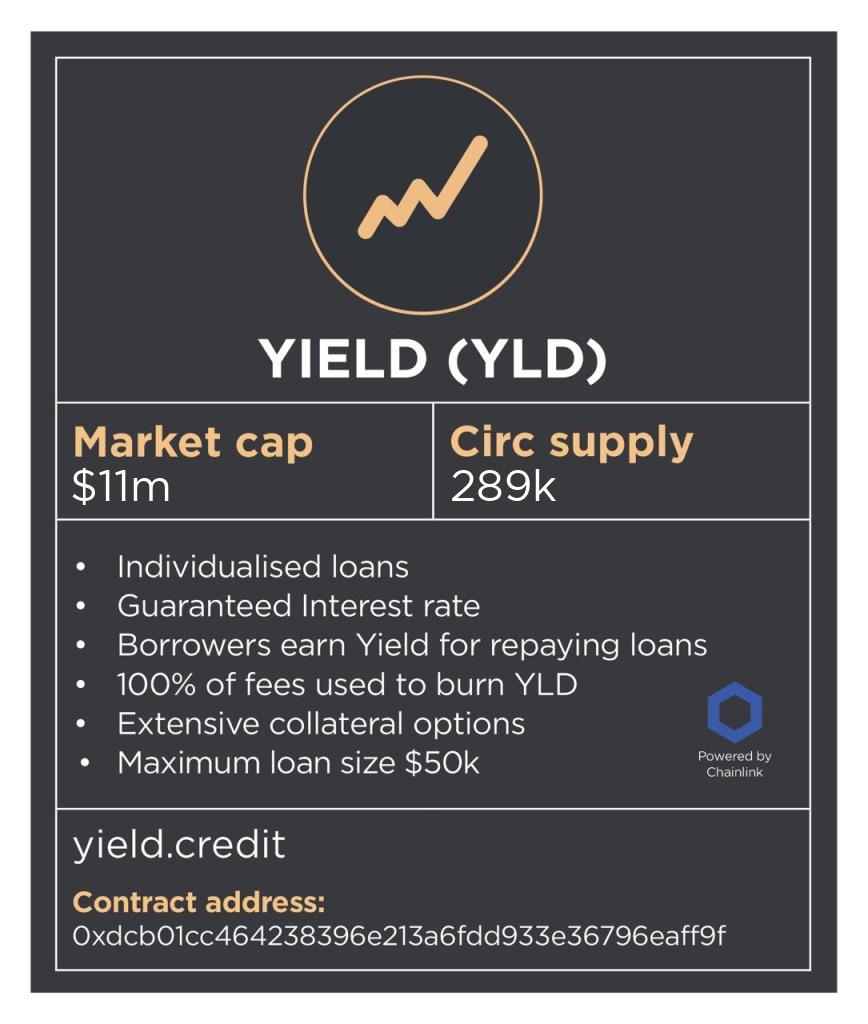 YIELD (YLD)
Market cap
$11m
Circ supply
289k
• Individualised loans
• Guaranteed Interest rate
• Borrowers earn Yield for repaying loans
• 100% of fees used to burn YLD
• Extensive collateral options
• Maximum loan size $50k
Powered by
Chainlink
yield.credit
Contract address:
0xdcb01cc464238396e213a6fdd933e36796eaff9f